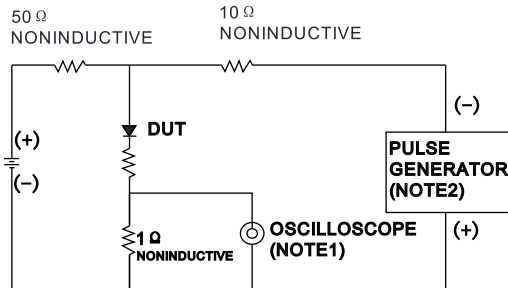 50 Ω
NONINDUCTIVE
10 Ω
NONINDUCTIVE
(+)
(−)
DUT
1 Ω
NONINDUCTIVE
OSCILLOSCOPE
(NOTE1)
(−)
PULSE
GENERATOR
(NOTE2)
(+)